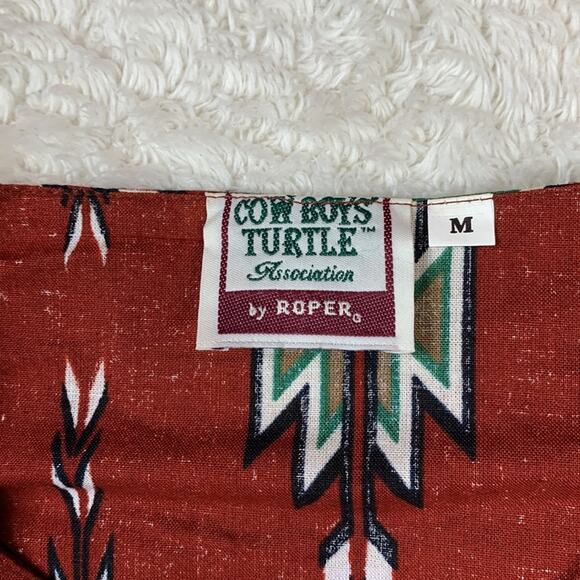 COW BOYS'
TURTLE™
Association
by ROPER®
M